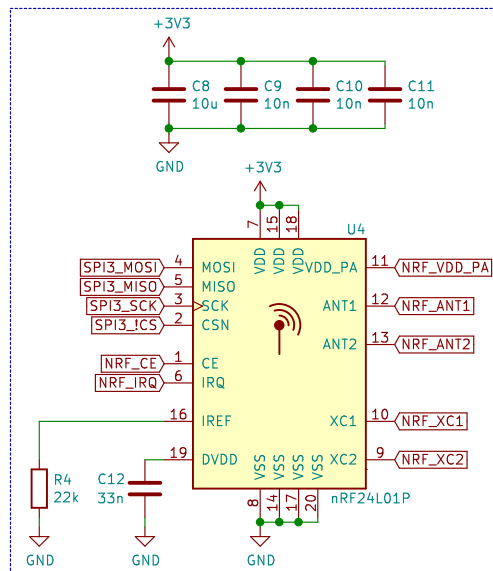 +3V3
C8 C9 C10 C11
10u 10n 10n 10n
GND
+3V3
U4
7 15 18
VDD VDD VDD
SPI3_MOSI 4 MOSI VDD_PA 11 NRF_VDD_PA
SPI3_MISO 5 MISO
SPI3_SCK 3 SCK ANT1 12 NRF_ANT1
SPI3_!CS 2 CSN
ANT2 13 NRF_ANT2
NRF_CE 1 CE
NRF_IRQ 6 IRQ
16 IREF XC1 10 NRF_XC1
19 DVDD XC2 9 NRF_XC2
R4
22k
C12
33n
VSS VSS VSS VSS
8 14 17 20
nRF24L01P
GND GND GND